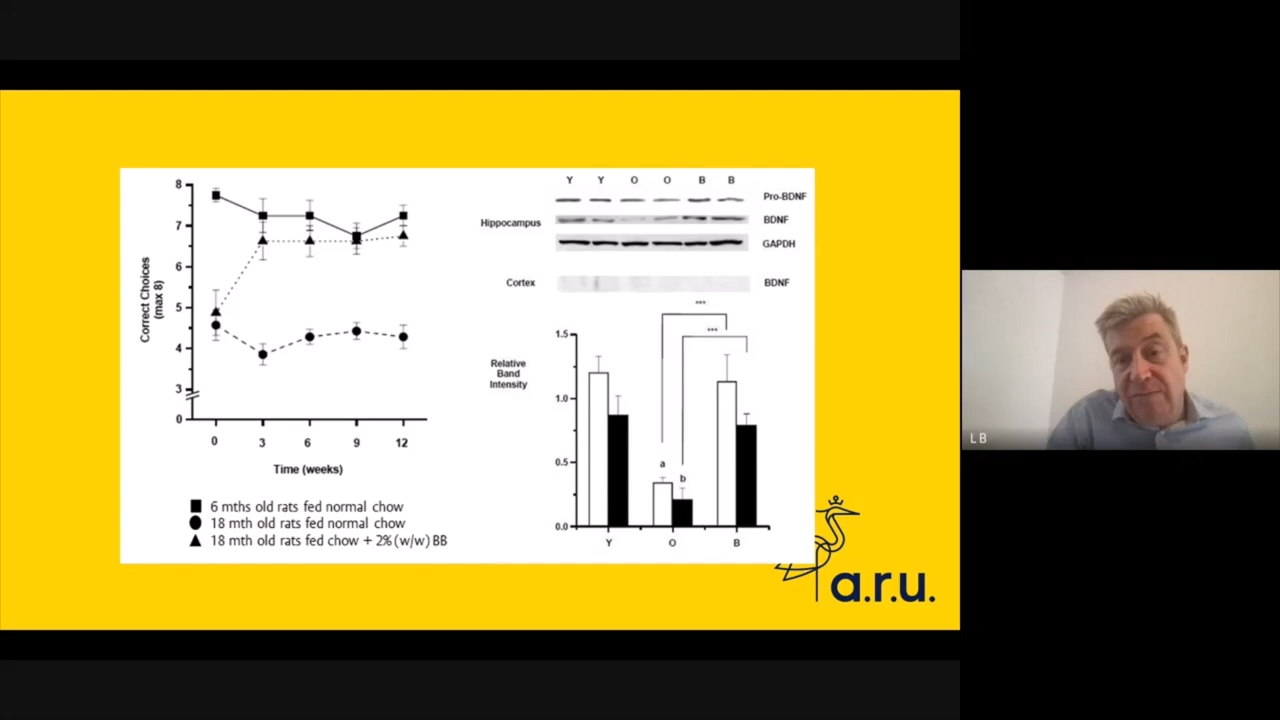 8
7
6
5
4
3
0
Correct Choices
(max 8)
0 3 6 9 12
Time (weeks)
6 mths old rats fed normal chow
18 mth old rats fed normal chow
18 mth old rats fed chow + 2% (w/w) BB
Y Y O O B B
Pro-BDNF
Hippocampus
BDNF
GAPDH
Cortex
BDNF
***
***
1.5
1.0
0.5
0.0
Relative
Band
Intensity
a
b
Y O B
a.r.u.
L B